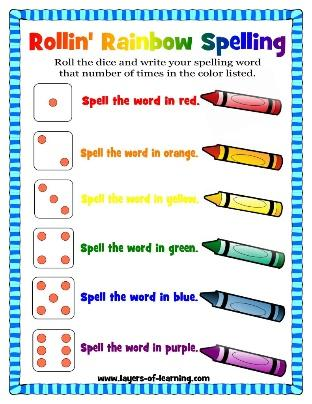 Rollin' Rainbow Spelling
Roll the dice and write your spelling word
that number of times in the color listed.
Spell the word in red.
Spell the word in orange.
Spell the word in yellow.
Spell the word in green.
Spell the word in blue.
Spell the word in purple.
www.layers-of-learning.com